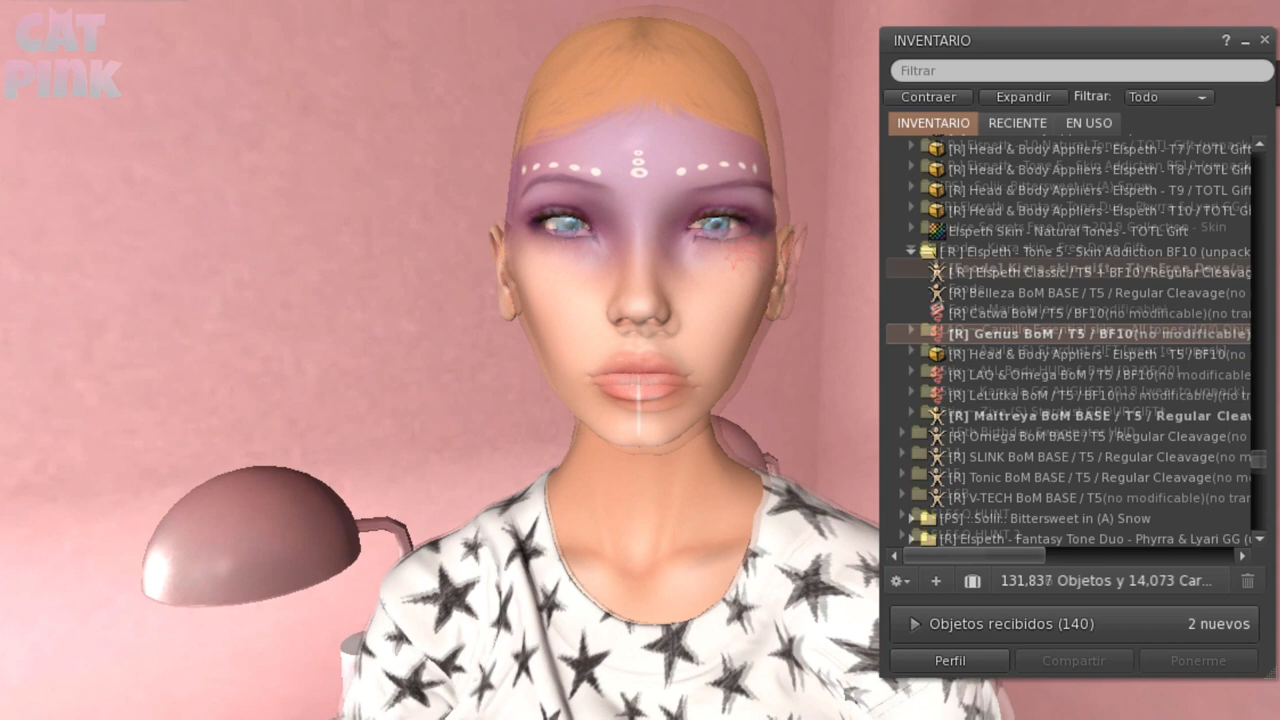 CAT
PINK
INVENTARIO
Filtrar
Contraer Expandir Filtrar: Todo
INVENTARIO RECIENTE EN USO
[R] Head & Body Appliers - Elspeth - T7 / TOTL Gift
[R] Head & Body Appliers - Elspeth - T8 / TOTL Gift
[R] Head & Body Appliers - Elspeth - T9 / TOTL Gift
[R] Head & Body Appliers - Elspeth - T10 / TOTL Gi
Elspeth Skin - Natural Tones - TOTL Gift
[R] Elspeth - Tone 5 - Skin Addiction BF10 (unpack
[R] Elspeth Classic / T5 - BF10 / Regular Cleavag
[R] Belleza BoM BASE / T5 / Regular Cleavage(no
[R] Catwa BoM / T5 / BF10(no modificable)(no tra
[R] Genus BoM / T5 / BF10(no modificable)
[R] Head & Body Appliers - Elspeth - T5 / BF10(no
[R] LAQ & Omega BoM / T5 / BF10(no modificable
[R] LeLutka BoM / T5 / BF10(no modificable)(no t
[R] Maitreya BoM BASE / T5 / Regular Cleav
[R] Omega BoM BASE / T5 / Regular Cleavage(no
[R] SLINK BoM BASE / T5 / Regular Cleavage(no m
[R] Tonic BoM BASE / T5 / Regular Cleavage(no m
[R] V-TECH BoM BASE / T5(no modificable)(no tran
[PS] ::Solii:: Bittersweet in (A) Snow
[R] Elspeth - Fantasy Tone Duo - Phyrra & Lyari GG (
Objetos y 14,073 Car...
Objetos recibidos (140) 2 nuevos
Perfil Compartir Ponerme